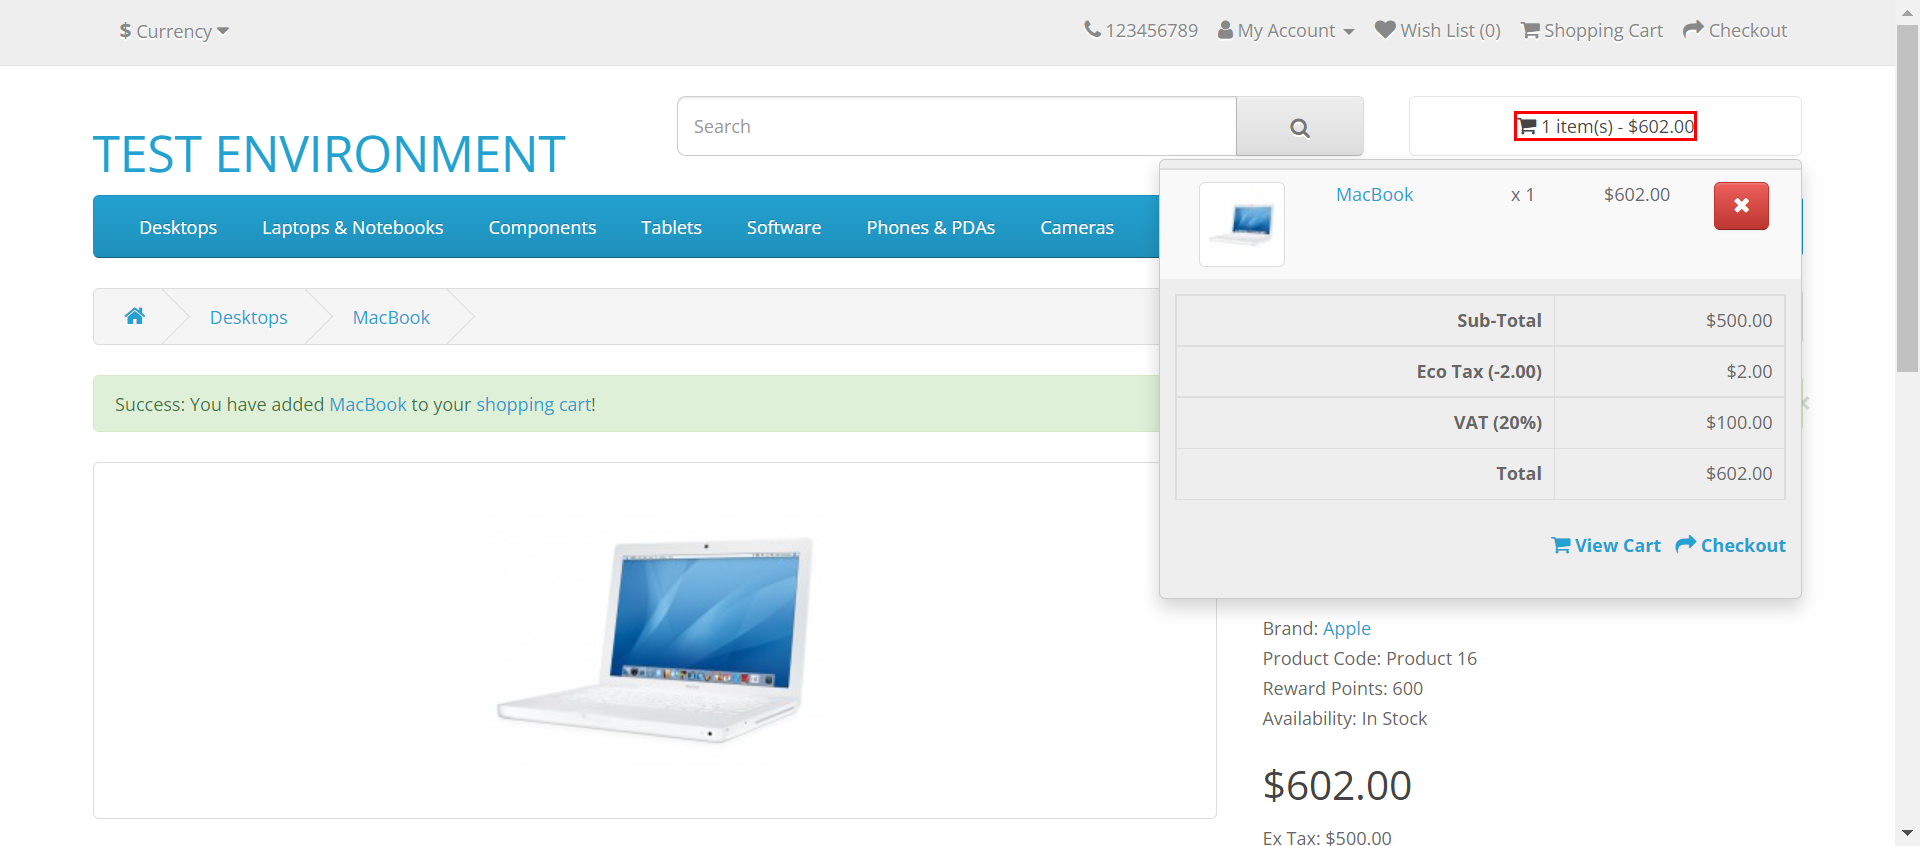 $ Currency
123456789 My Account Wish List (0) Shopping Cart Checkout
TEST ENVIRONMENT
Search
1 item(s) - $602.00
Desktops Laptops & Notebooks Components Tablets Software Phones & PDAs Cameras
MacBook x 1 $602.00
Desktops MacBook
Sub-Total $500.00
Eco Tax (-2.00) $2.00
VAT (20%) $100.00
Total $602.00
View Cart Checkout
Success: You have added MacBook to your shopping cart!
Brand: Apple
Product Code: Product 16
Reward Points: 600
Availability: In Stock
$602.00
Ex Tax: $500.00